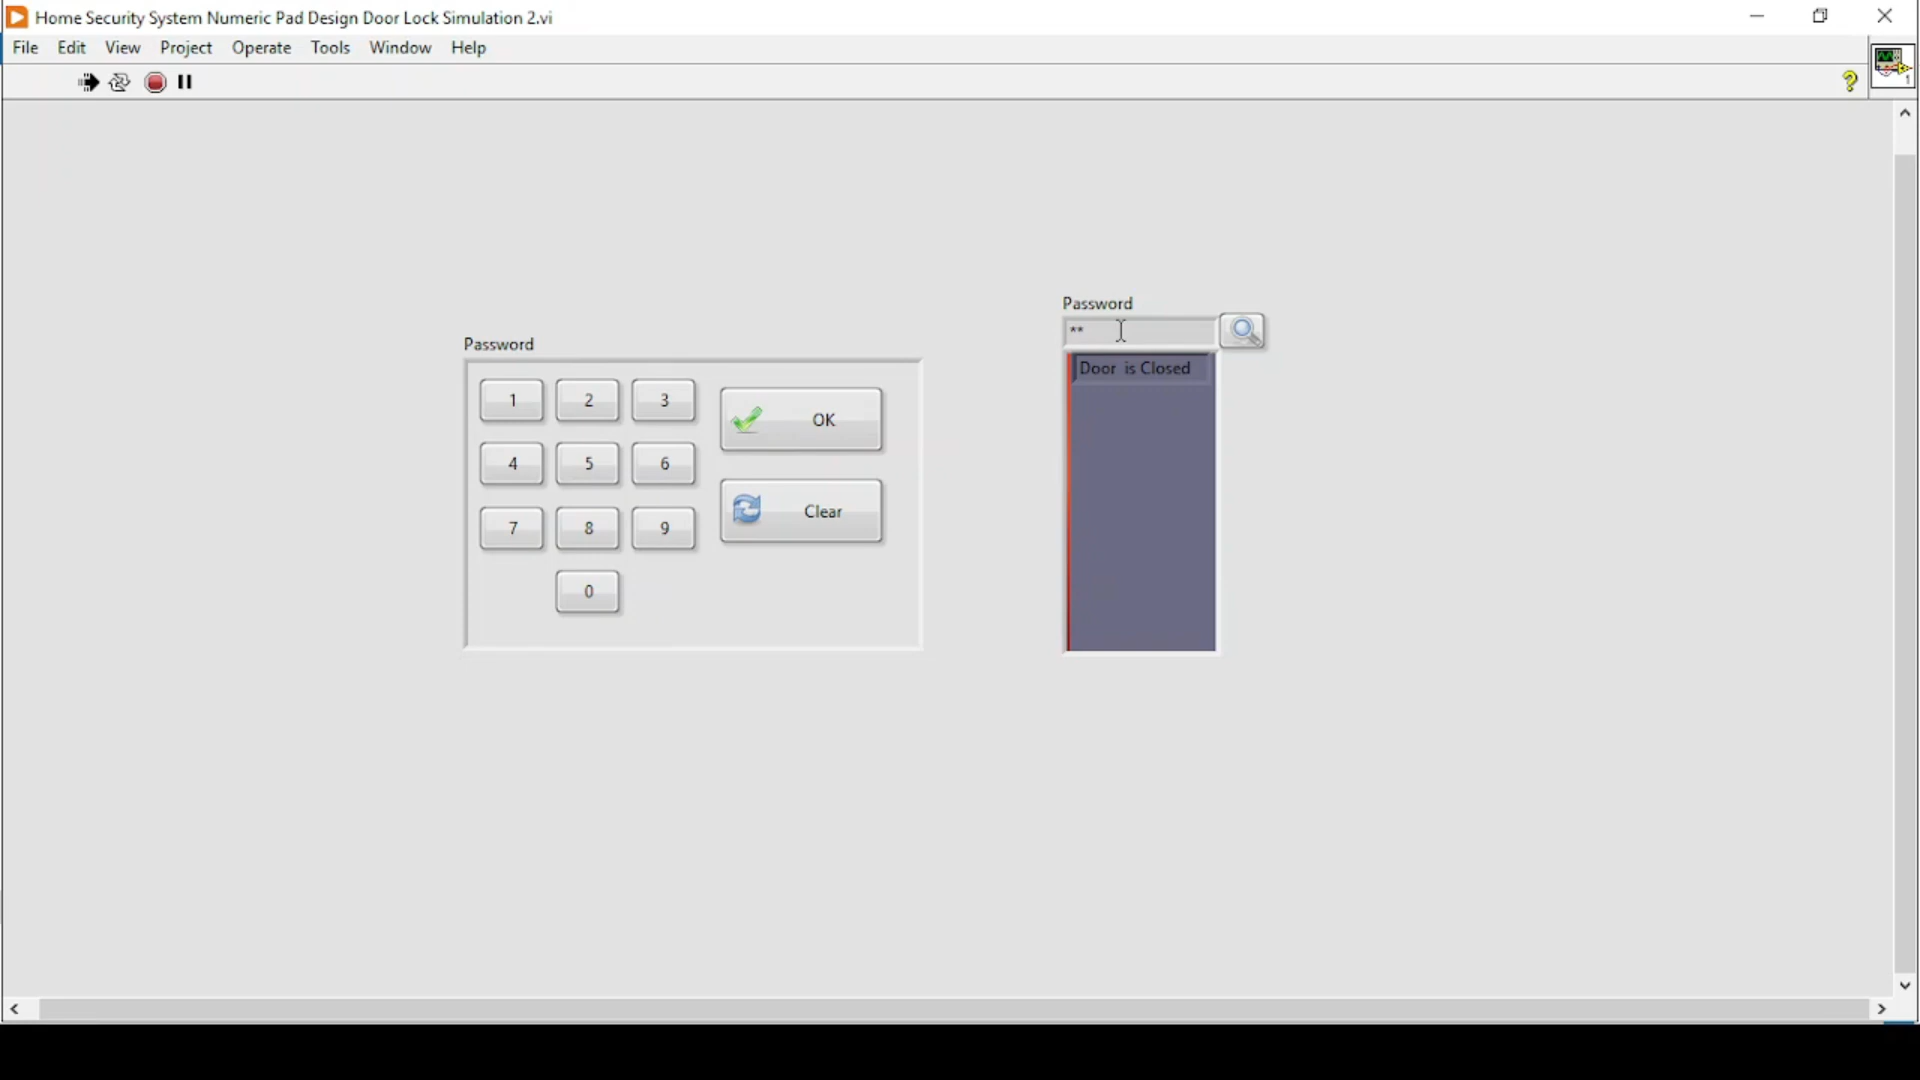 Home Security System Numeric Pad Design Door Lock Simulation 2.vi
File Edit View Project Operate Tools Window Help
?
1
Password
**
Door is Closed
Password
1 2 3
OK
4 5 6
Clear
7 8 9
0